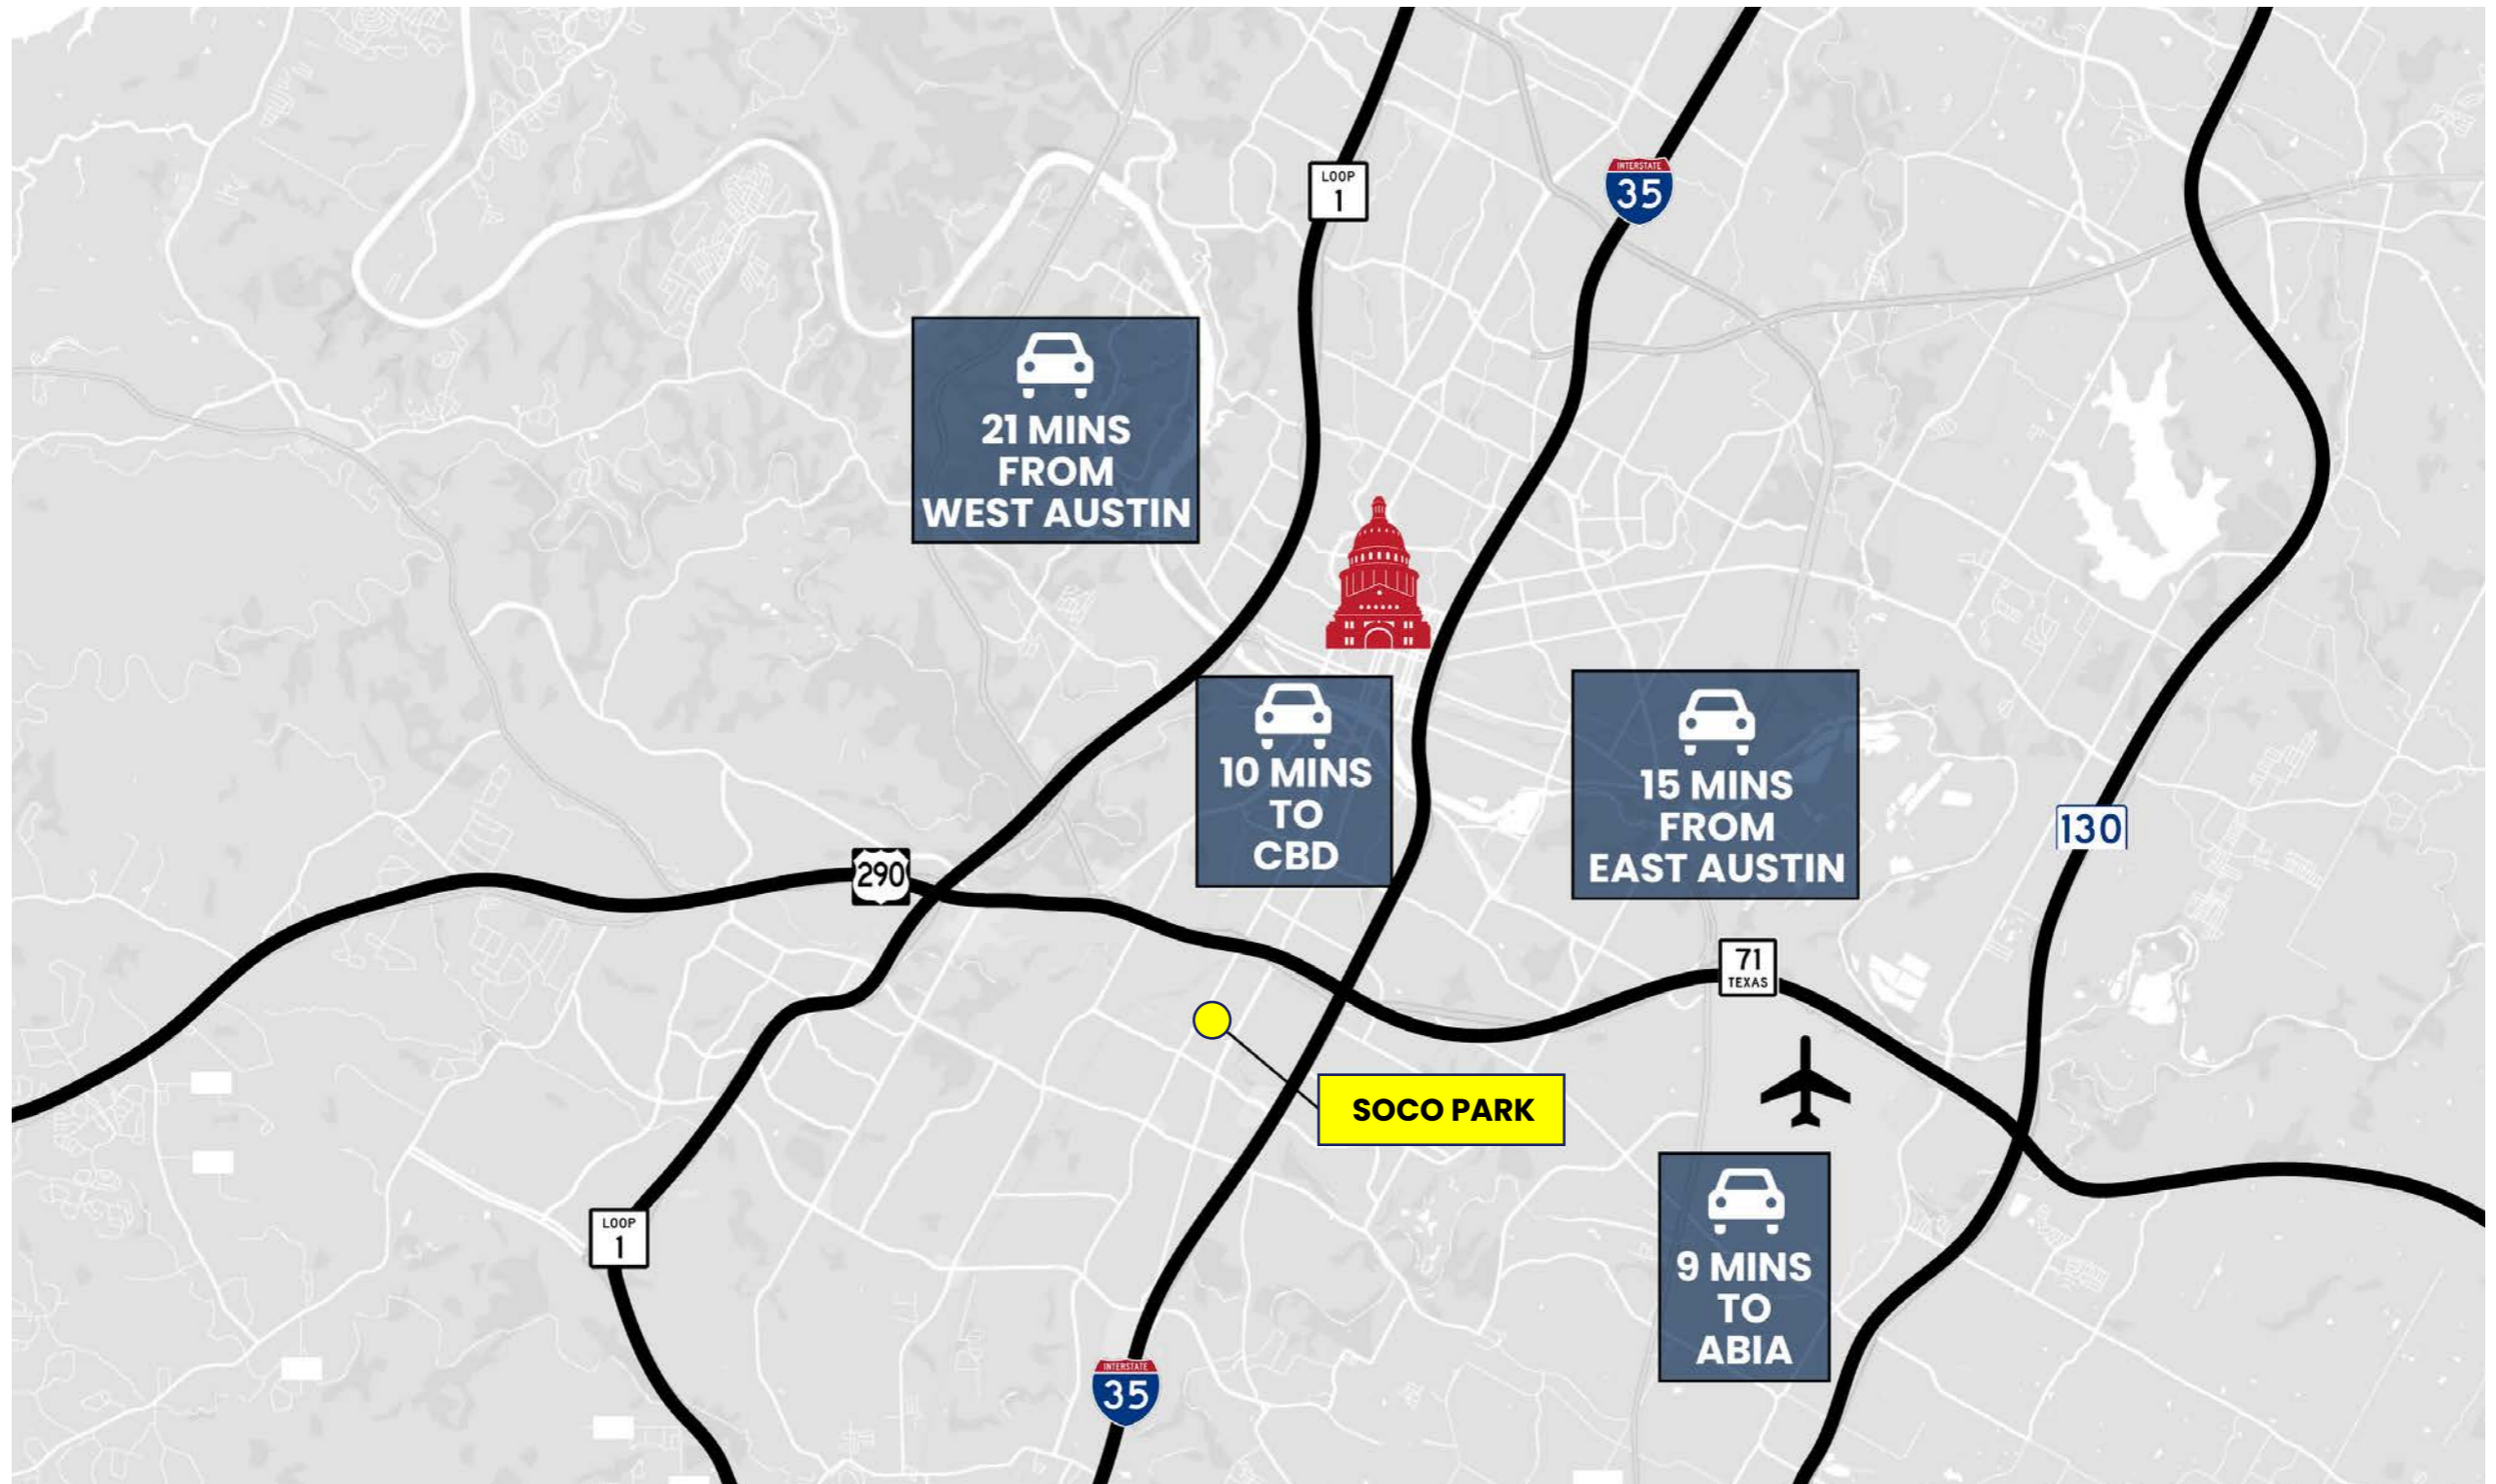 LOOP
1
INTERSTATE
35
21 MINS
FROM
WEST AUSTIN
10 MINS
TO
CBD
15 MINS
FROM
EAST AUSTIN
130
290
71
TEXAS
SOCO PARK
9 MINS
TO
ABIA
LOOP
1
INTERSTATE
35